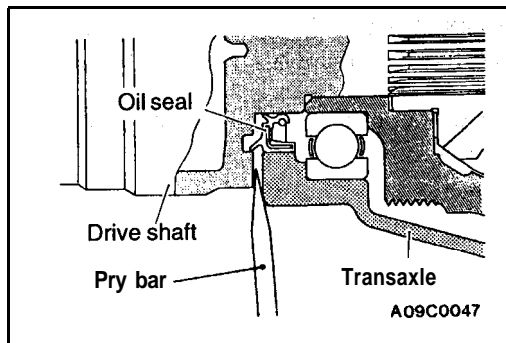 Oil seal
Drive shaft
Pry bar
Transaxle
A09C0047